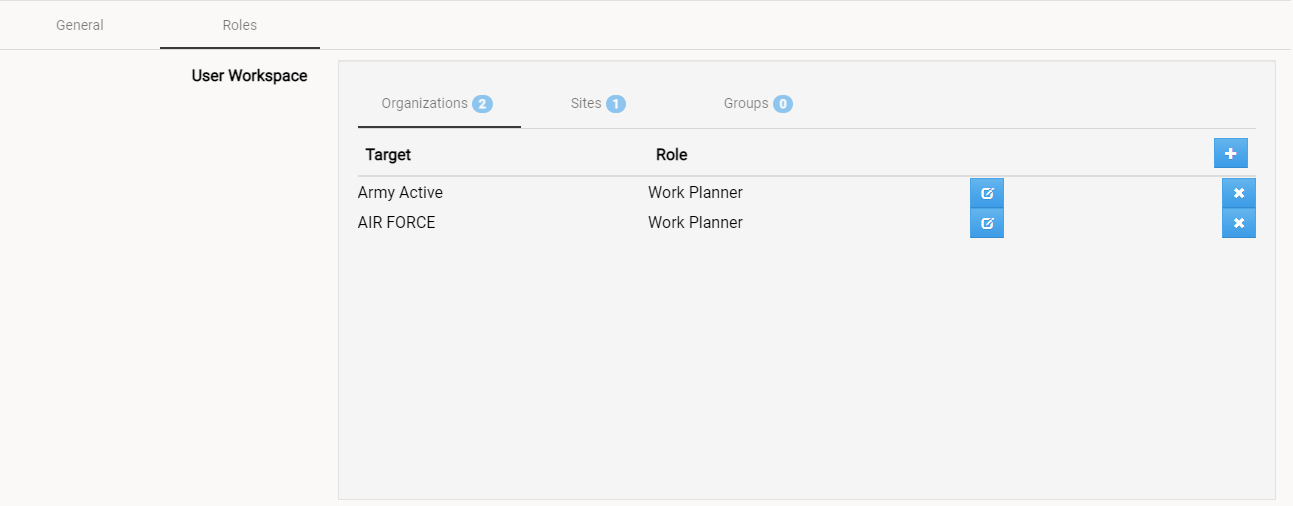 General Roles
User Workspace
Organizations 2 Sites 1 Groups 0
Target Role
Army Active Work Planner
AIR FORCE Work Planner